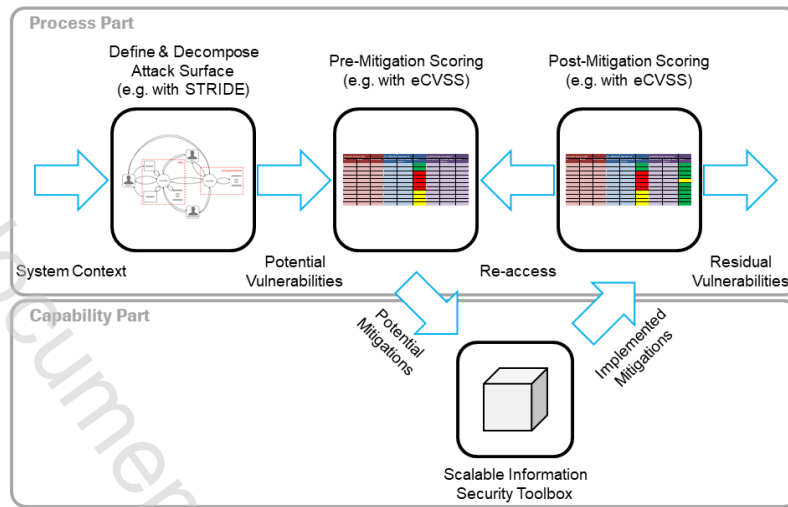 Process Part
Define & Decompose
Attack Surface
(e.g. with STRIDE)
Pre-Mitigation Scoring
(e.g. with eCVSS)
Post-Mitigation Scoring
(e.g. with eCVSS)
System Context
Potential
Vulnerabilities
Re-access
Residual
Vulnerabilities
Potential
Mitigations
Implemented
Mitigations
Capability Part
Scalable Information
Security Toolbox